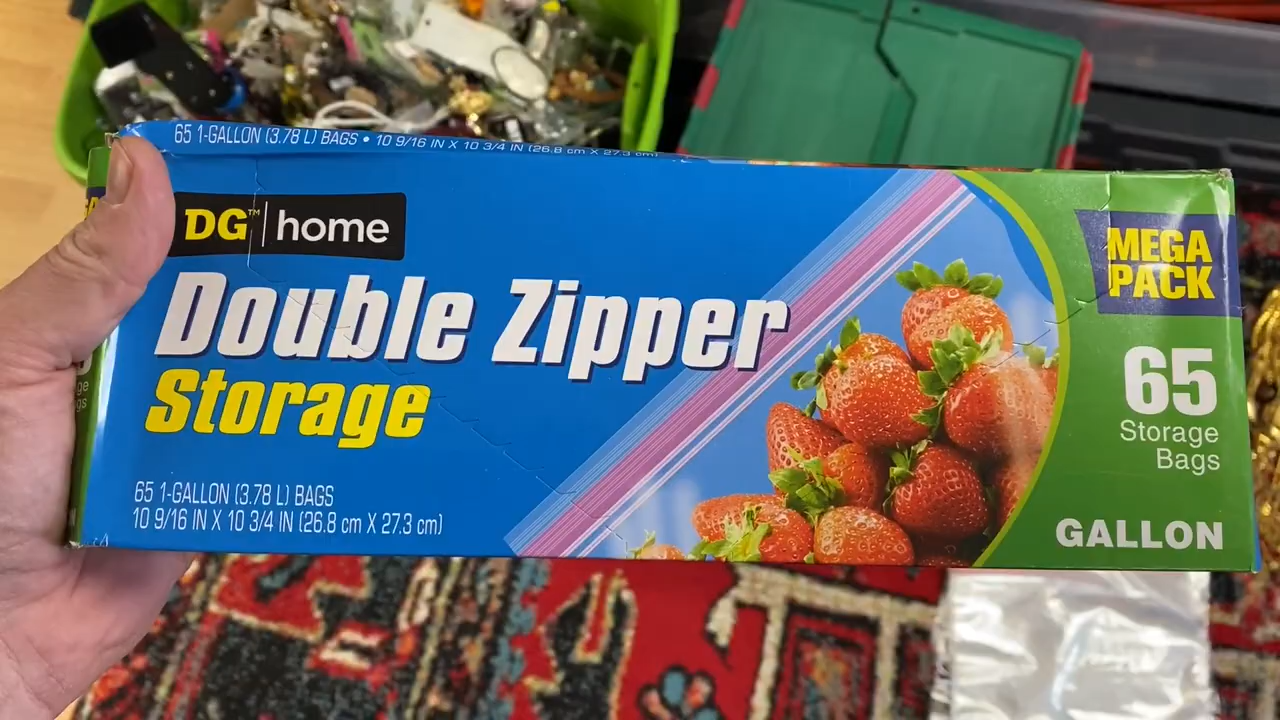 65 1-GALLON (3.78 L) BAGS • 10 9/16 IN X 10 3/4 IN (26.8 cm X 27.3 cm)
DG™ home
Double Zipper
Storage
65 1-GALLON (3.78 L) BAGS
10 9/16 IN X 10 3/4 IN (26.8 cm X 27.3 cm)
MEGA
PACK
65
Storage
Bags
GALLON